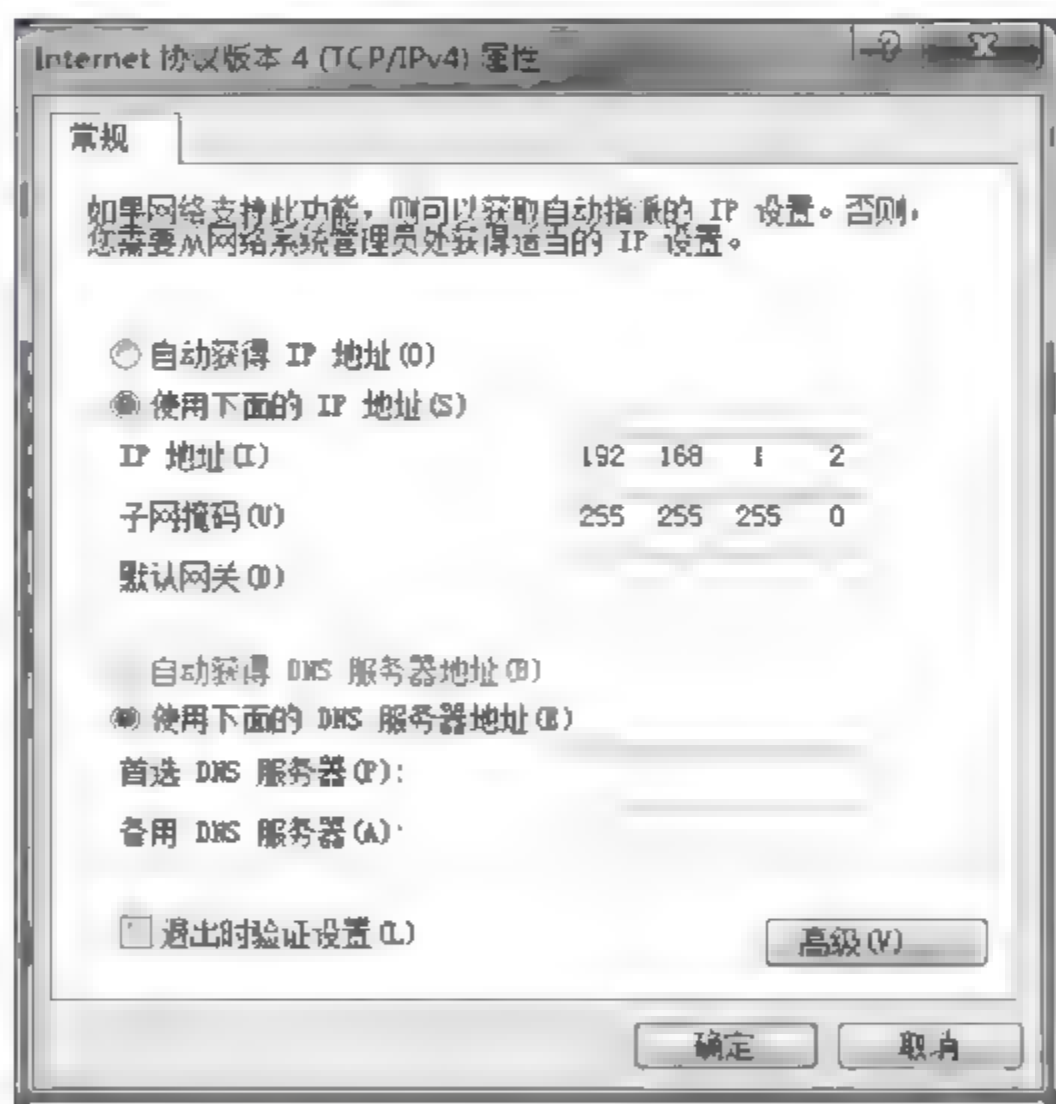 Internet 协议版本 4 (TCP/IPv4) 属性
常规
如果网络支持此功能，则可以获取自动指派的 IP 设置。否则，
您需要从网络系统管理员处获得适当的 IP 设置。
自动获得 IP 地址(O)
使用下面的 IP 地址(S)
IP 地址(I) 192 168 1 2
子网掩码(U) 255 255 255 0
默认网关(D)
自动获得 DNS 服务器地址(B)
使用下面的 DNS 服务器地址(E)
首选 DNS 服务器(P):
备用 DNS 服务器(A):
退出时验证设置(L)
高级(V)
确定 取消